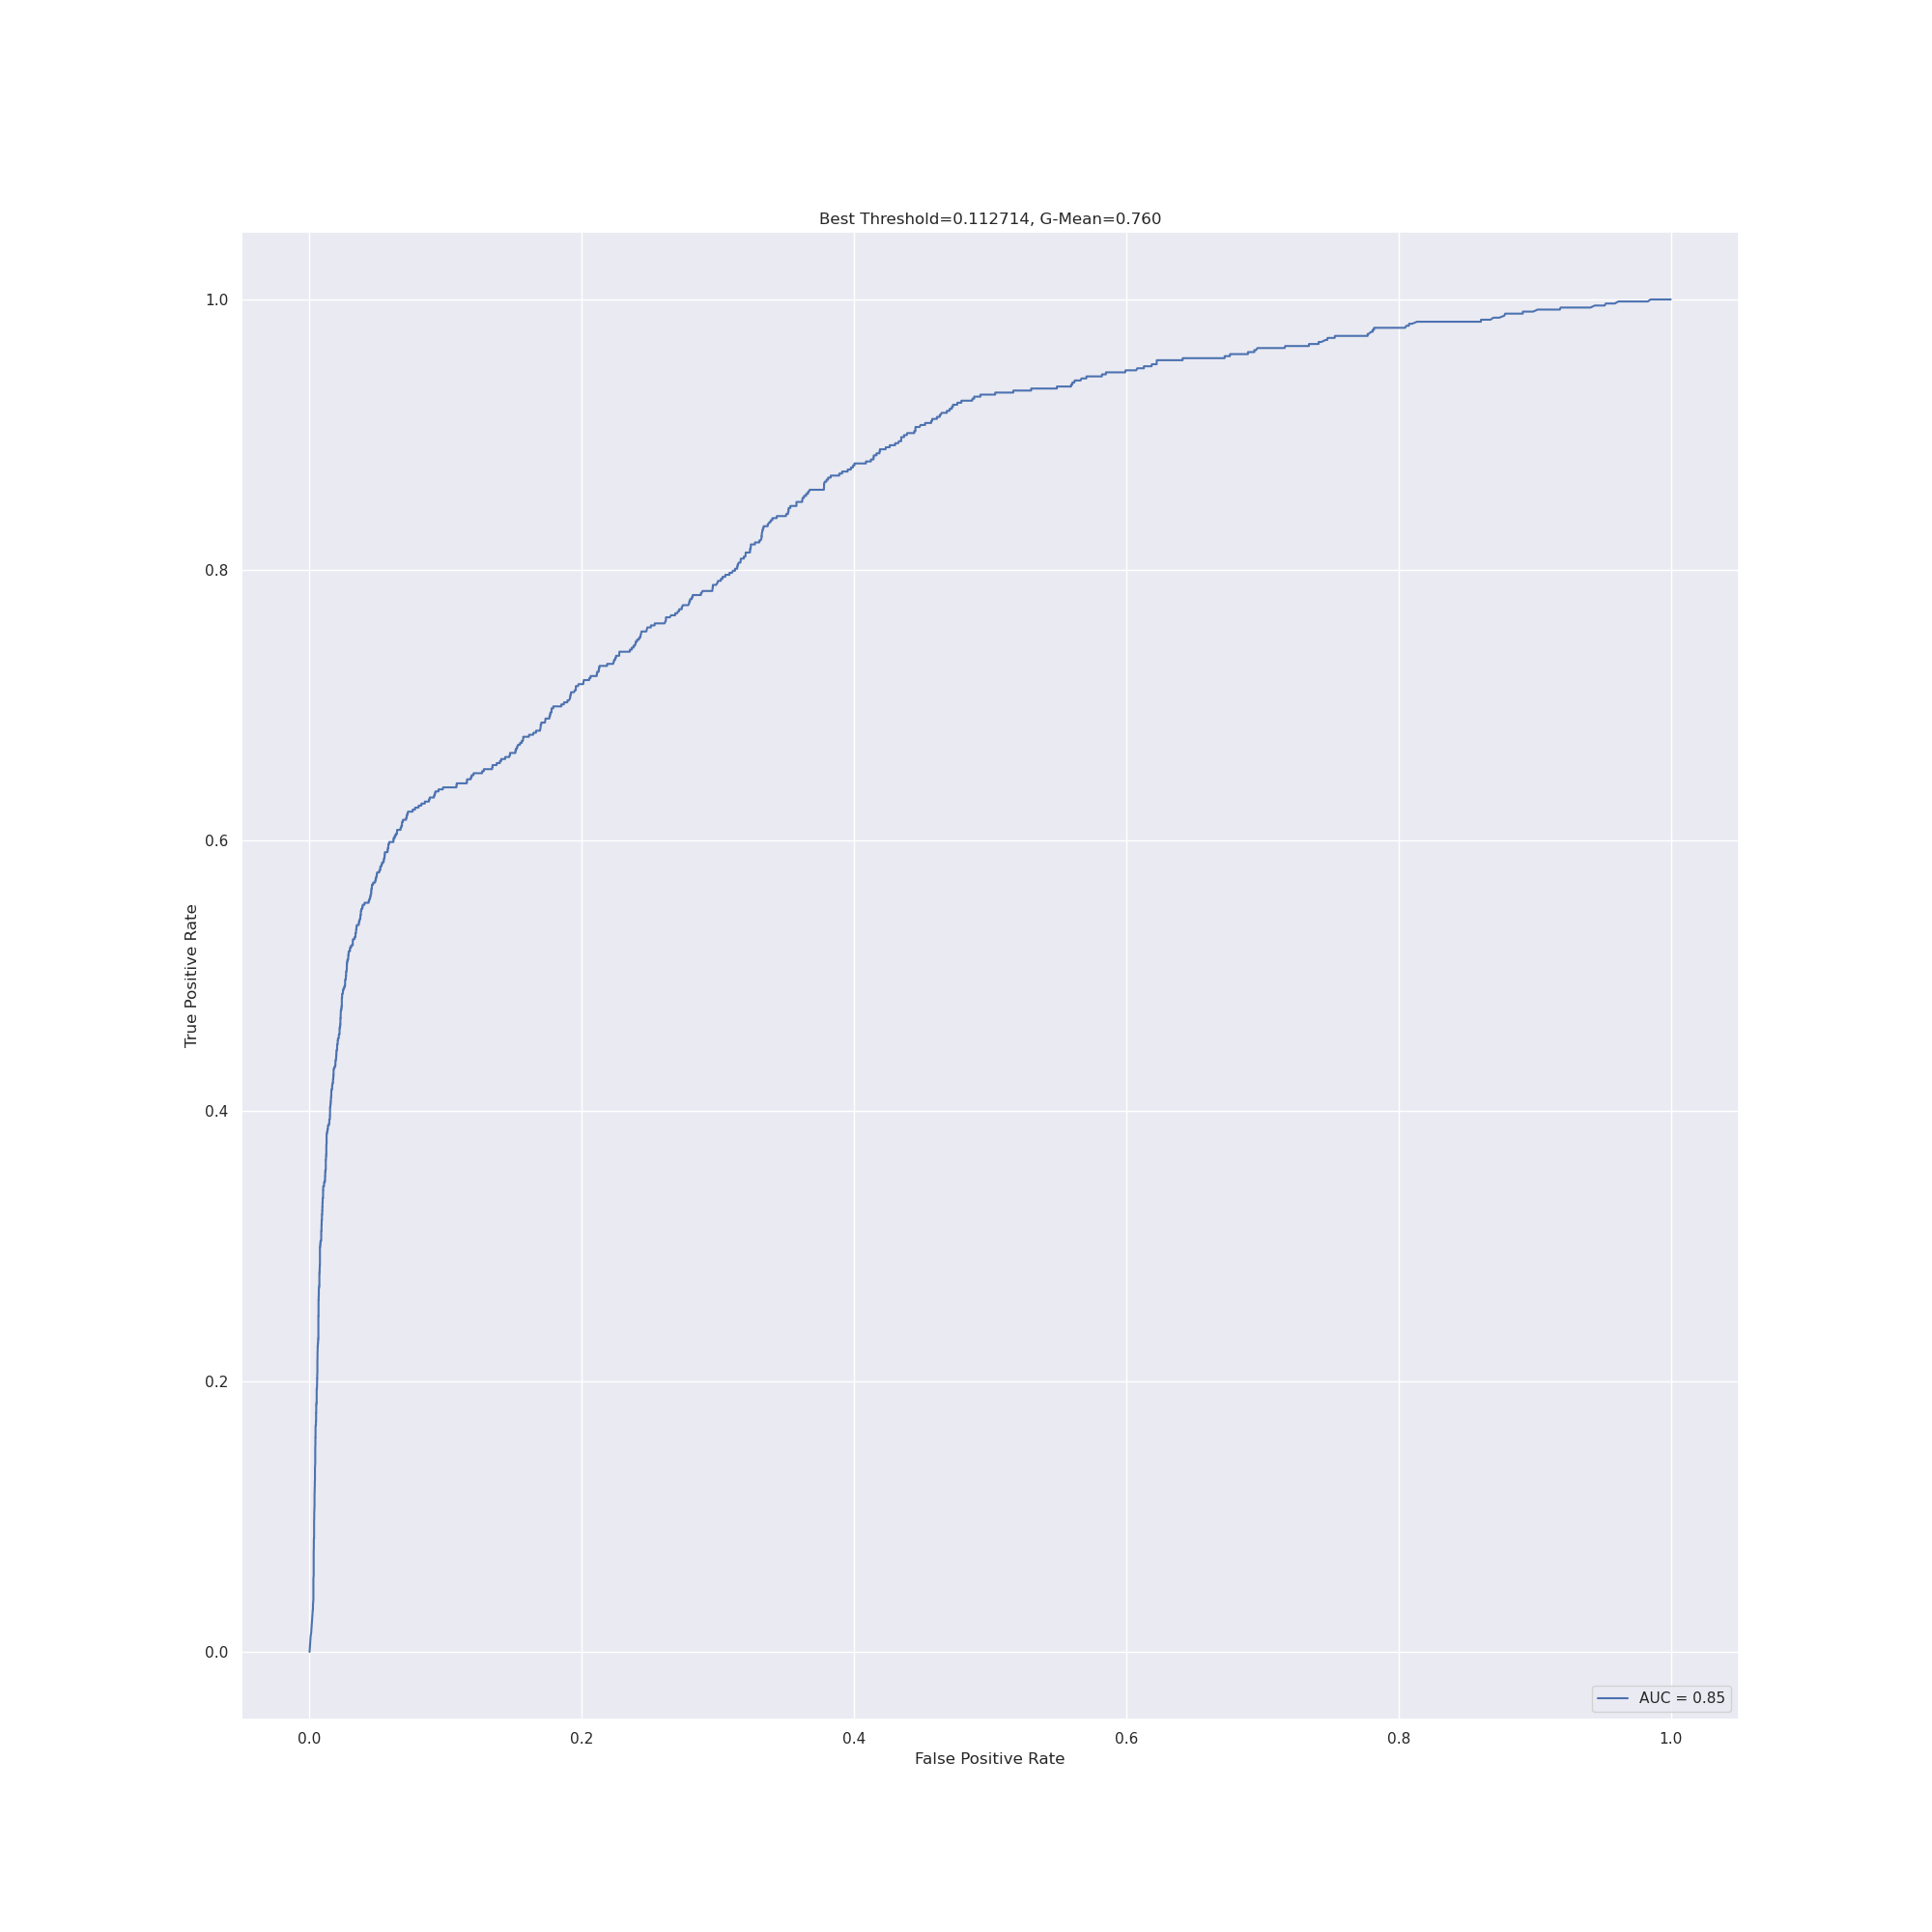 Best Threshold=0.112714, G-Mean=0.760
1.0
0.8
0.6
0.4
0.2
0.0
True Positive Rate
AUC = 0.85
0.0 0.2 0.4 0.6 0.8 1.0
False Positive Rate